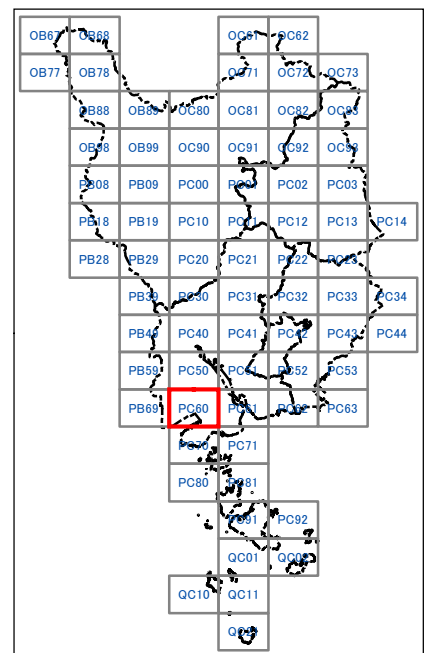 OB67 OB68 OC61 OC62
OB77 OB78 OC71 OC72 OC73
OB88 OB89 OC80 OC81 OC82 OC83
OB98 OB99 OC90 OC91 OC92 OC93
PB08 PB09 PC00 PC01 PC02 PC03
PB18 PB19 PC10 PC11 PC12 PC13 PC14
PB28 PB29 PC20 PC21 PC22 PC23
PB39 PC30 PC31 PC32 PC33 PC34
PB49 PC40 PC41 PC42 PC43 PC44
PB59 PC50 PC51 PC52 PC53
PB69 PC60 PC61 PC62 PC63
PC70 PC71
PC80 PC81
PC91 PC92
QC01 QC02
QC10 QC11
QC21